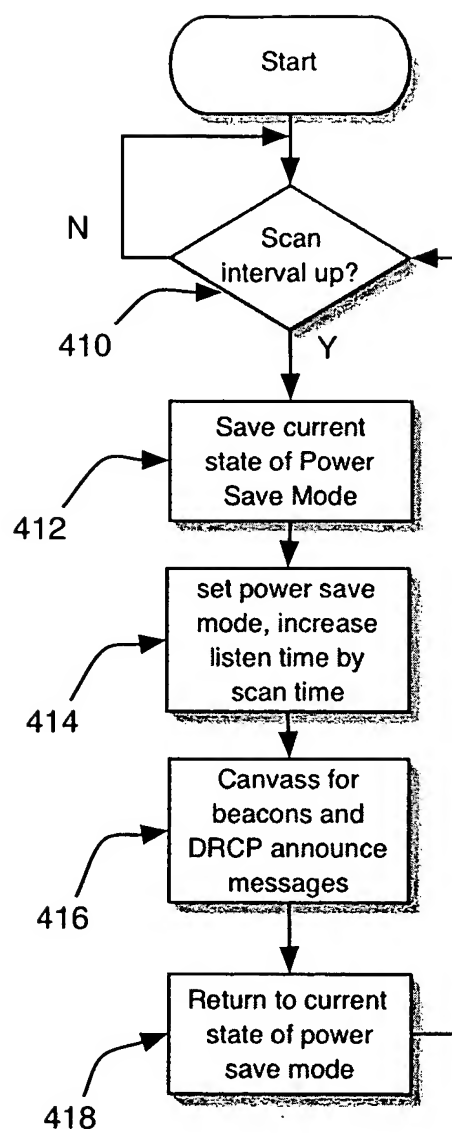 Start
N
Scan
interval up?
410
Y
Save current
state of Power
Save Mode
412
set power save
mode, increase
listen time by
scan time
414
Canvass for
beacons and
DRCP announce
messages
416
Return to current
state of power
save mode
418